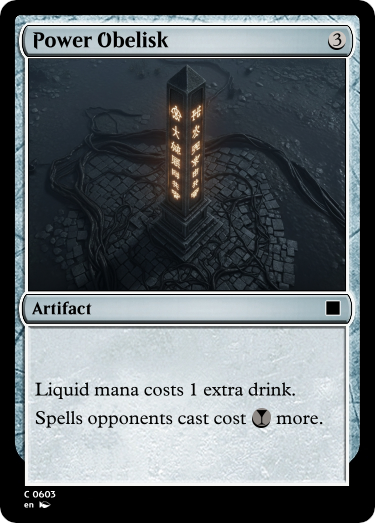 Power Obelisk 3
Artifact
Liquid mana costs 1 extra drink.
Spells opponents cast cost more.
C 0603
en